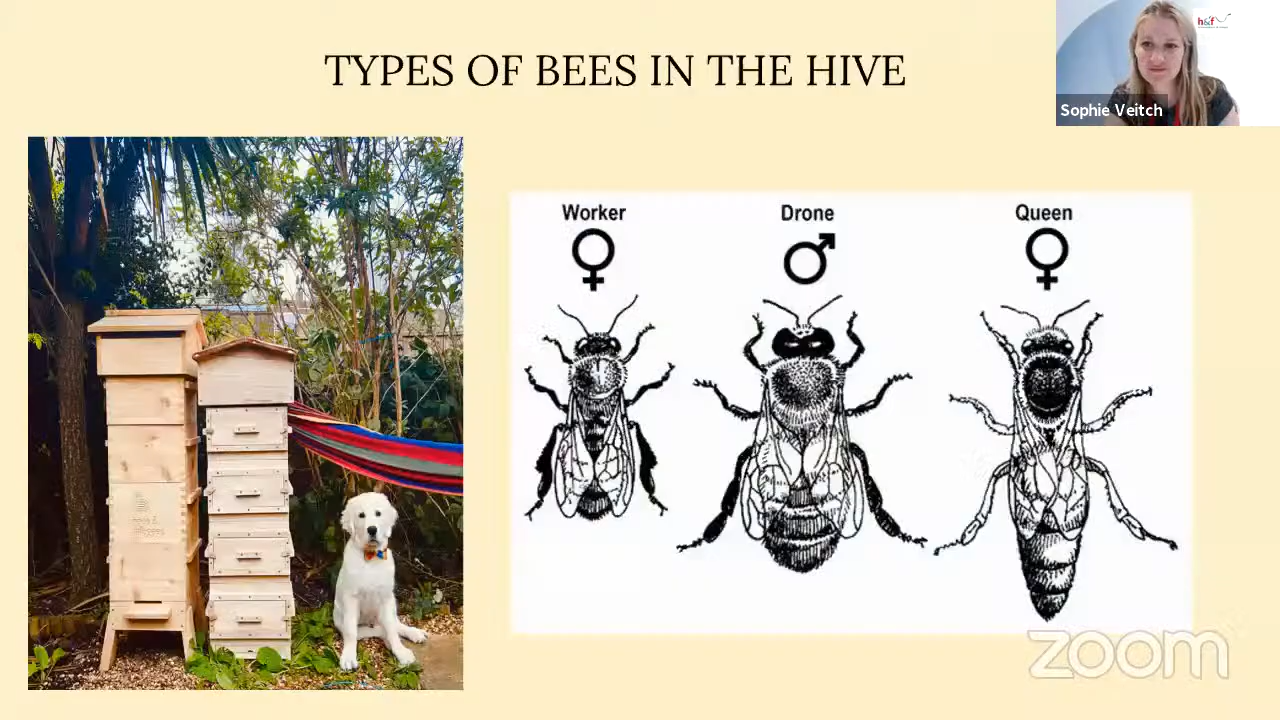 TYPES OF BEES IN THE HIVE
h&f
Sophie Veitch
Worker
Drone
Queen
zoom